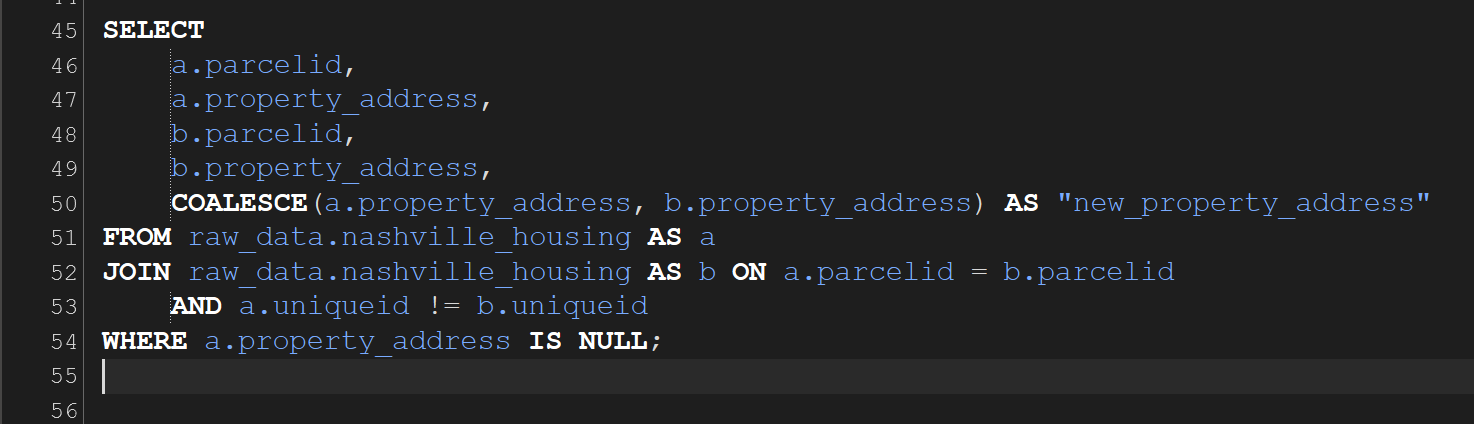 45 SELECT
46 a.parcelid,
47 a.property_address,
48 b.parcelid,
49 b.property_address,
50 COALESCE(a.property_address, b.property_address) AS "new_property_address"
51 FROM raw_data.nashville_housing AS a
52 JOIN raw_data.nashville_housing AS b ON a.parcelid = b.parcelid
53 AND a.uniqueid != b.uniqueid
54 WHERE a.property_address IS NULL;
55
56